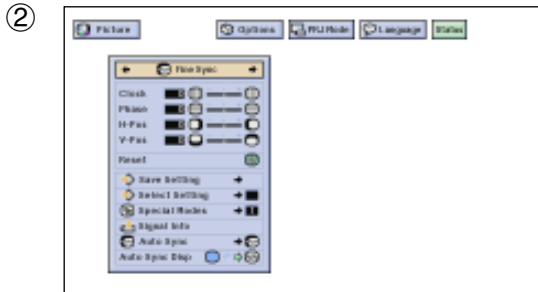 ②
Picture Options PRJ Mode Language Status
Fine Sync
Clock
Phase
H-Pos
V-Pos
Reset
Save Setting
Select Setting
Special Modes
Signal Info
Auto Sync
Auto Sync Disp